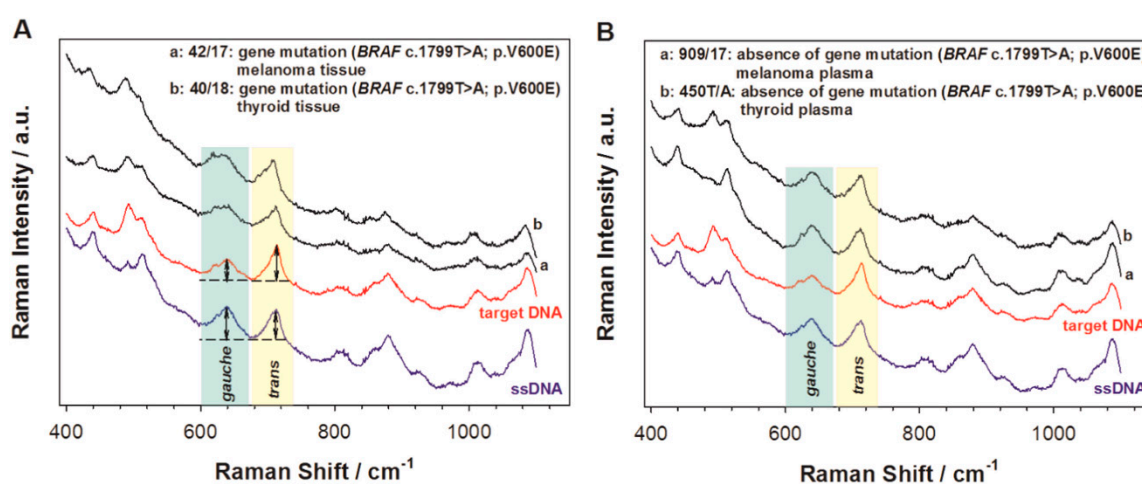 A
a: 42/17: gene mutation (BRAF c.1799T>A; p.V600E)
melanoma tissue
b: 40/18: gene mutation (BRAF c.1799T>A; p.V600E)
thyroid tissue
Raman Intensity / a.u.
b
a
target DNA
ssDNA
gauche
trans
400 600 800 1000
Raman Shift / cm-1
B
a: 909/17: absence of gene mutation (BRAF c.1799T>A; p.V600E
melanoma plasma
b: 450T/A: absence of gene mutation (BRAF c.1799T>A; p.V600E
thyroid plasma
Raman Intensity / a.u.
b
a
target DNA
ssDNA
gauche
trans
400 600 800 1000
Raman Shift / cm-1